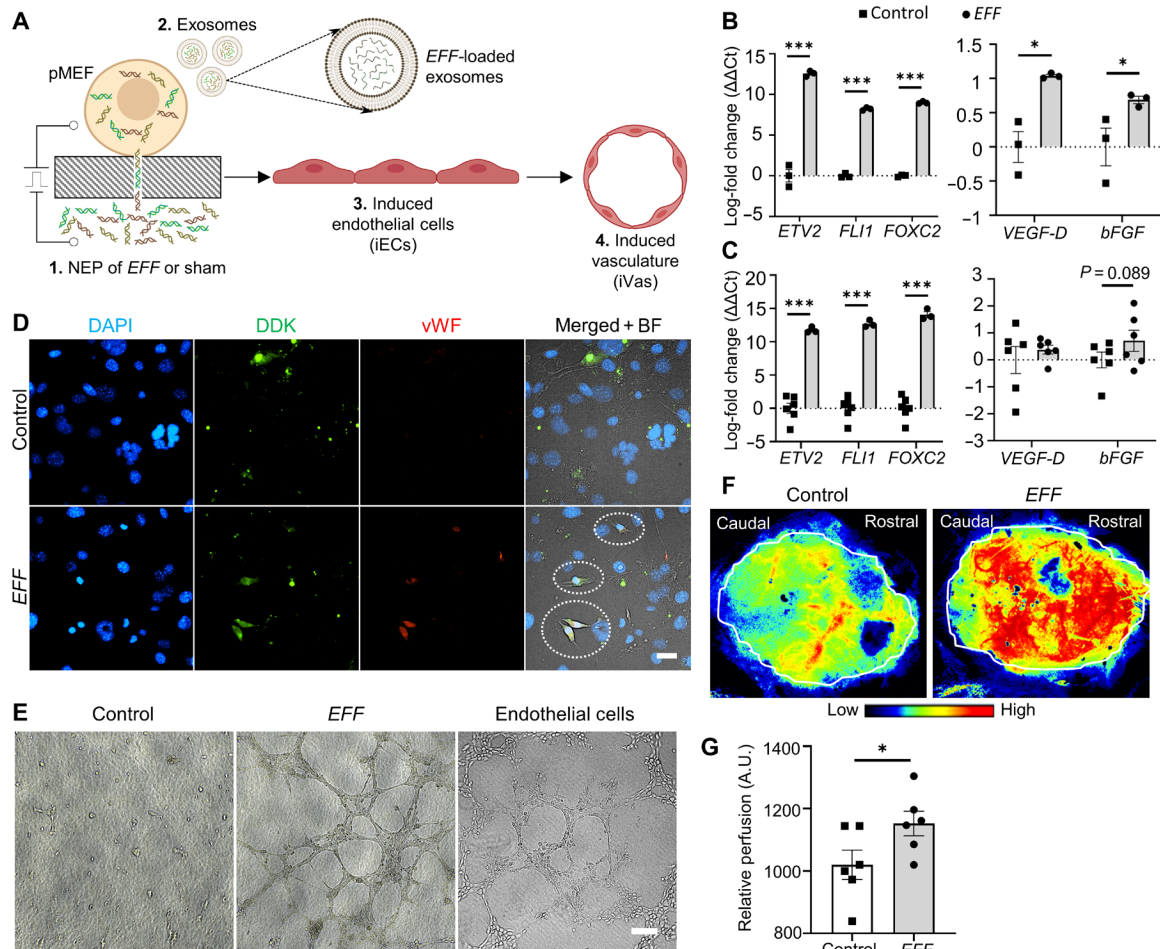 A
2. Exosomes
pMEF
EFF-loaded
exosomes
1. NEP of EFF or sham
3. Induced
endothelial cells
(iECs)
4. Induced
vasculature
(iVas)
B
Control
EFF
Log-fold change (ΔΔCt)
15
10
5
0
−5
***
***
***
ETV2
FLI1
FOXC2
1.5
1
0.5
0
−0.5
−1
*
*
VEGF-D
bFGF
C
Log-fold change (ΔΔCt)
20
15
10
5
0
−5
***
***
***
ETV2
FLI1
FOXC2
3
2
1
0
−1
−2
−3
P = 0.089
VEGF-D
bFGF
D
DAPI
DDK
vWF
Merged + BF
Control
EFF
E
Control
EFF
Endothelial cells
F
Control
EFF
Caudal
Rostral
Caudal
Rostral
Low
High
G
Relative perfusion (A.U.)
1400
1200
1000
800
*
Control
EFF